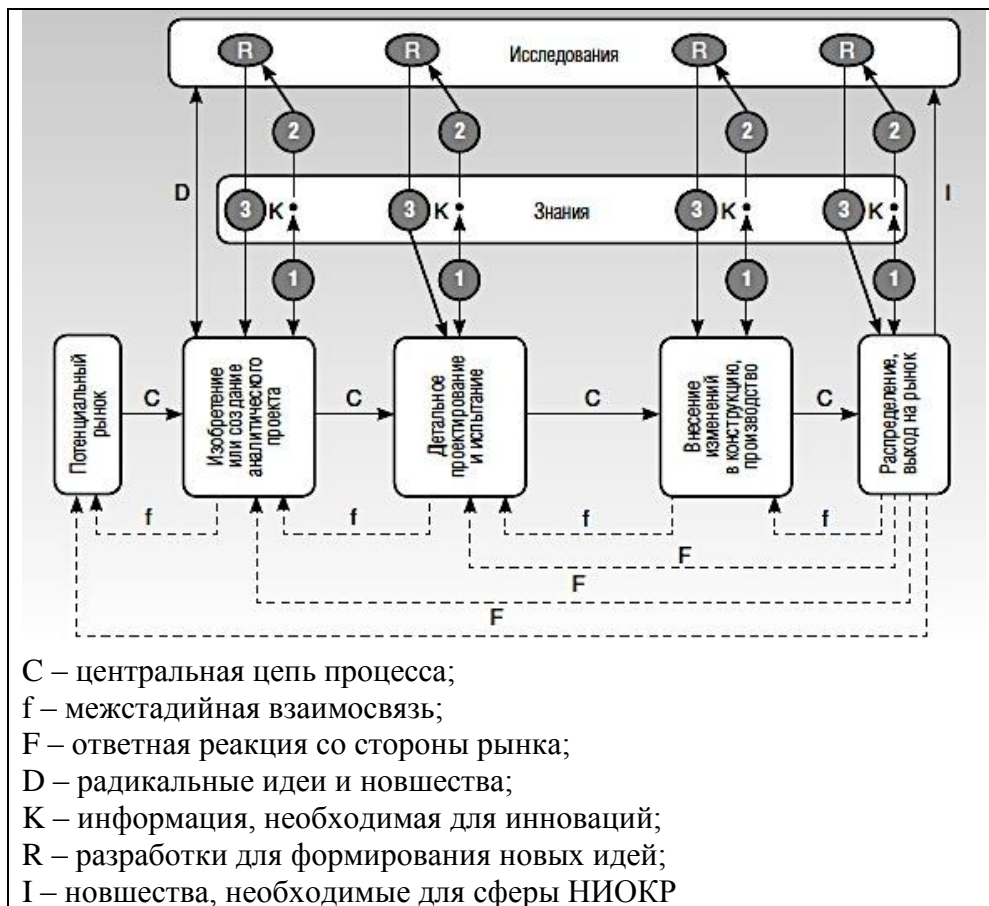 R
R
Исследования
R
R
2
2
2
2
D
I
3
K
3
K
Знания
3
K
3
K
1
1
1
1
Потенциальный
рынок
C
Изобретение
или создание
аналитического
проекта
C
Детальное
проектирование
и испытание
C
Внесение
изменений
в конструкцию,
производство
C
Распределение,
выход на рынок
f
f
f
f
F
F
F
C – центральная цепь процесса;
f – межстадийная взаимосвязь;
F – ответная реакция со стороны рынка;
D – радикальные идеи и новшества;
K – информация, необходимая для инноваций;
R – разработки для формирования новых идей;
I – новшества, необходимые для сферы НИОКР